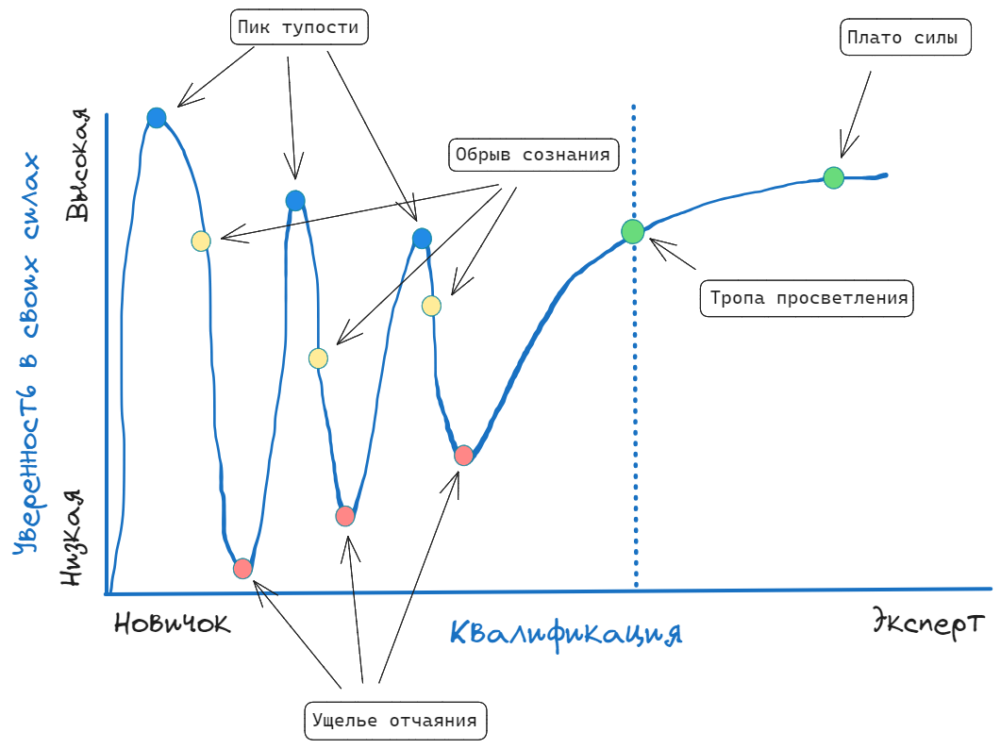 Пик тупости
Плато силы
Обрыв сознания
Высокая
Уверенность в своих силах
Тропа просветления
Низкая
Новичок
Квалификация
Эксперт
Ущелье отчаяния